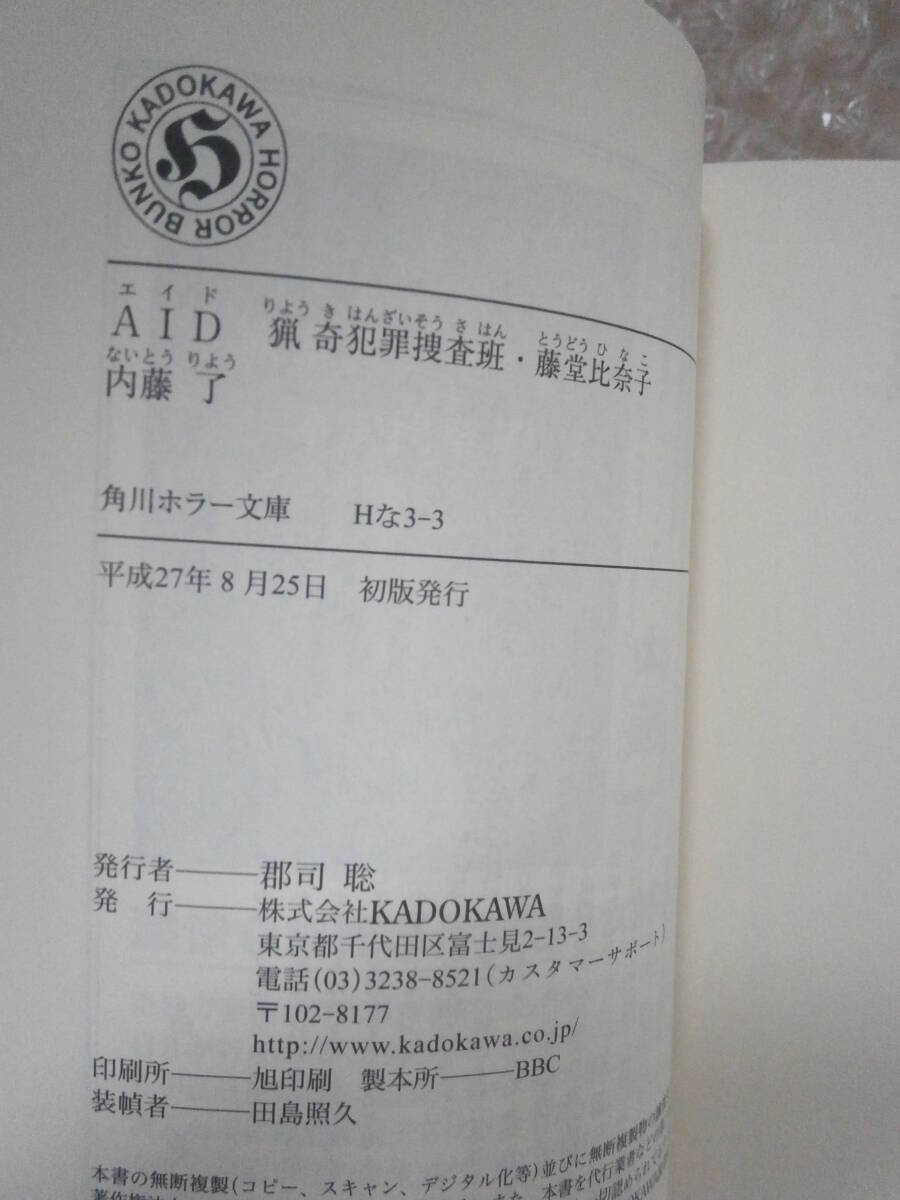 KADOKAWA HORROR BUNKO
H
エイド りようきはんざいそうさはん とうどうひなこ
AID 猟奇犯罪捜査班・藤堂比奈子
ないとう りよう
内藤 了
角川ホラー文庫 Hな3-3
平成27年8月25日 初版発行
発行者――郡司 聡
発 行――株式会社KADOKAWA
東京都千代田区富士見2-13-3
電話(03)3238-8521(カスタマーサポート)
〒102-8177
http://www.kadokawa.co.jp/
印刷所――旭印刷 製本所――BBC
装幀者――田島照久
本書の無断複製(コピー、スキャン、デジタル化等)並びに無断複製物の